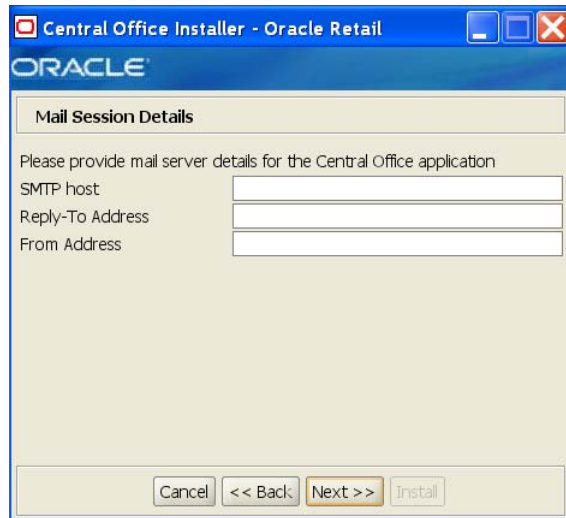 Central Office Installer - Oracle Retail
ORACLE
Mail Session Details
Please provide mail server details for the Central Office application
SMTP host
Reply-To Address
From Address
Cancel << Back Next >> Install